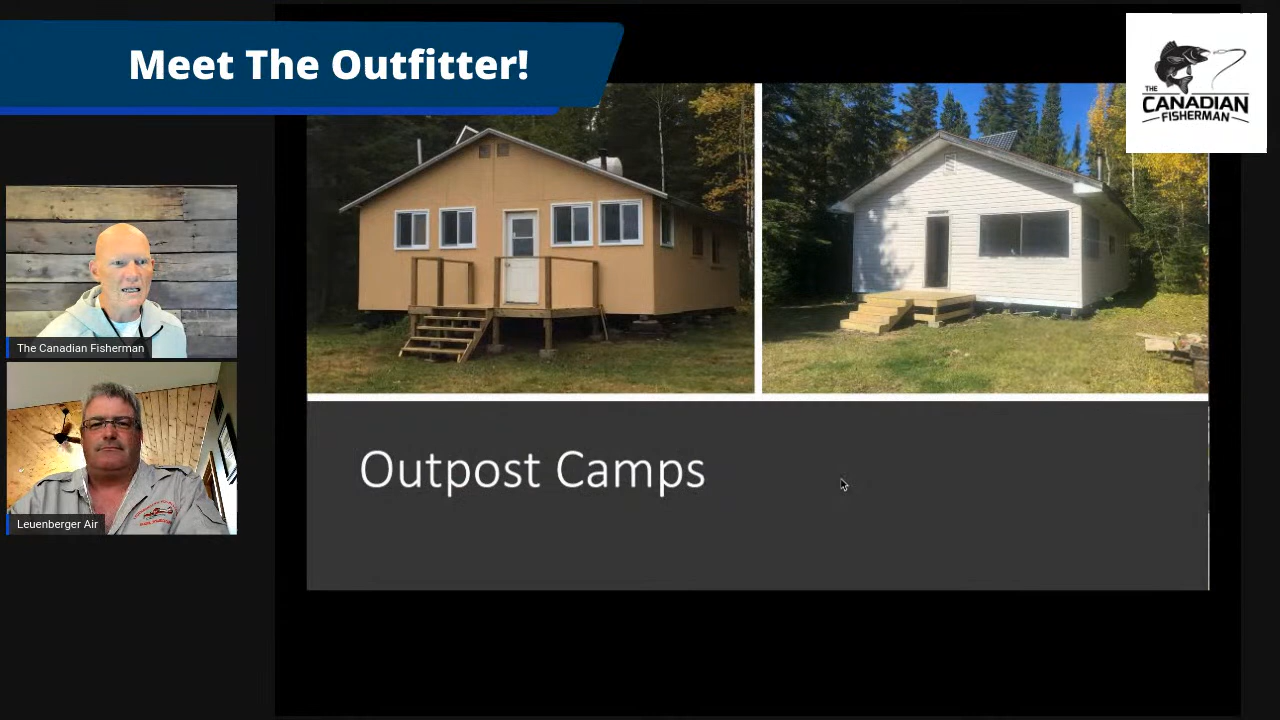 Meet The Outfitter!
THE
CANADIAN
FISHERMAN
The Canadian Fisherman
Leuenberger Air
Outpost Camps